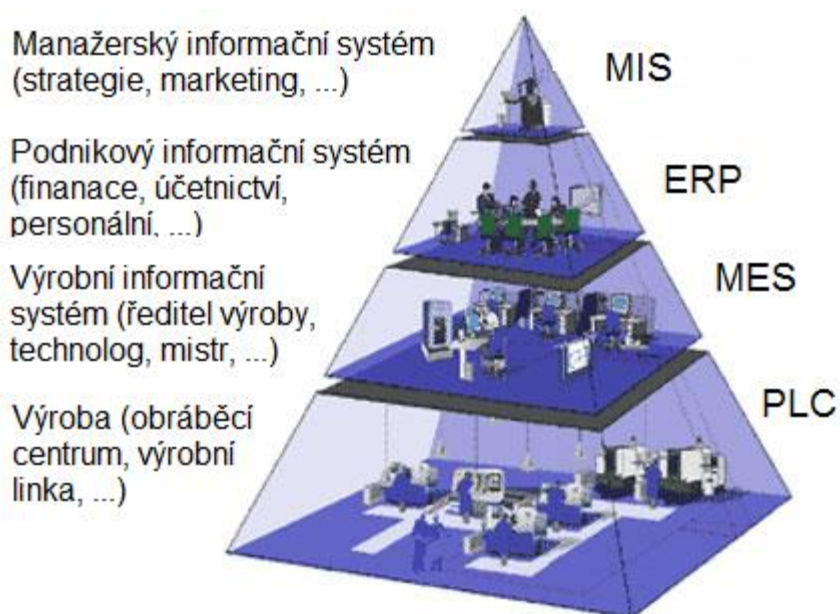 Manažerský informační systém
(strategie, marketing, ...)
MIS
Podnikový informační systém
(finanace, účetnictví,
personální, ...)
ERP
Výrobní informační
systém (ředitel výroby,
technolog, mistr, ...)
MES
Výroba (obráběcí
centrum, výrobní
linka, ...)
PLC